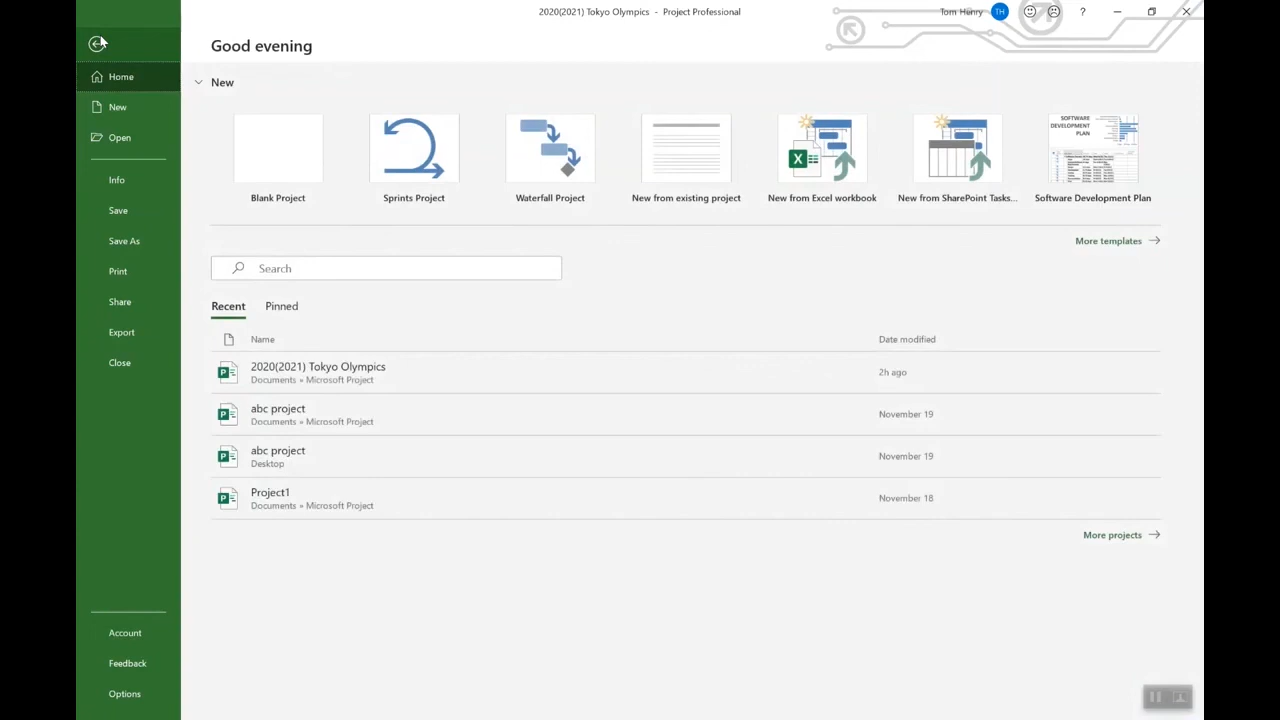 2020(2021) Tokyo Olympics - Project Professional
Tom Henry TH
?
Good evening
Home
New
Open
Info
Save
Save As
Print
Share
Export
Close
Account
Feedback
Options
New
Blank Project
Sprints Project
Waterfall Project
New from existing project
X
New from Excel workbook
New from SharePoint Tasks...
SOFTWARE
DEVELOPMENT
PLAN
Software Development Plan
More templates
Search
Recent Pinned
Name Date modified
P
2020(2021) Tokyo Olympics 2h ago
Documents » Microsoft Project
P
abc project November 19
Documents » Microsoft Project
P
abc project November 19
Desktop
P
Project1 November 18
Documents » Microsoft Project
More projects